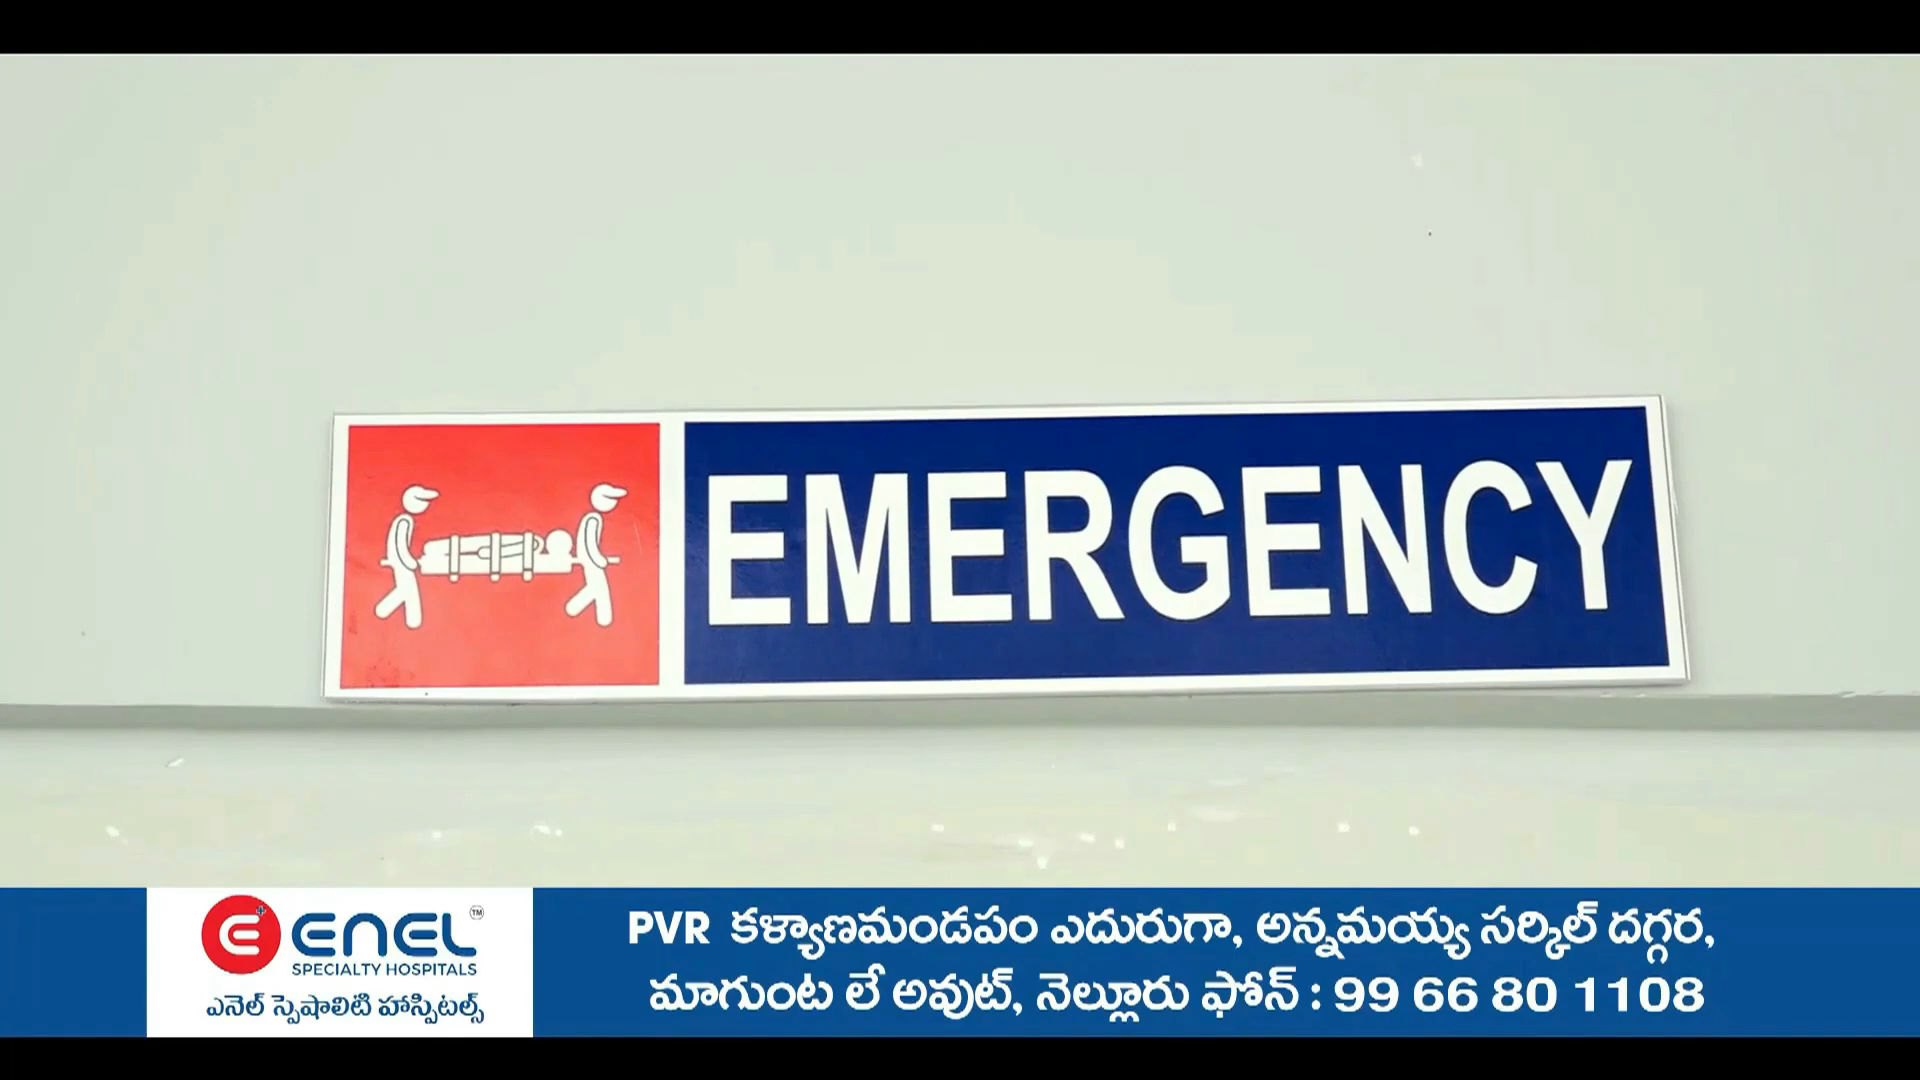 EMERGENCY
ENEL™
SPECIALTY HOSPITALS
ఎనెల్ స్పెషాలిటి హాస్పిటల్స్
PVR కళ్యాణమండపం ఎదురుగా, అన్నమయ్య సర్కిల్ దగ్గర,
మాగుంట లే అవుట్, నెల్లూరు ఫోన్ : 99 66 80 1108